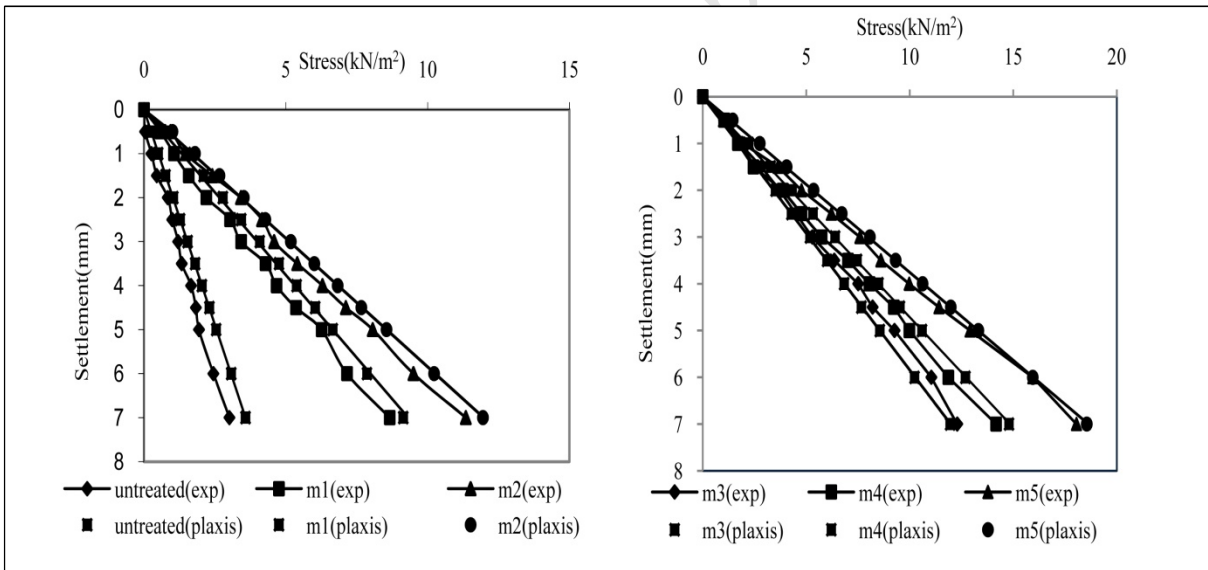 Stress(kN/m²)
0 5 10 15
0
1
2
3
4
5
6
7
8
Settlement(mm)
untreated(exp) m1(exp) m2(exp)
untreated(plaxis) m1(plaxis) m2(plaxis)
Stress(kN/m²)
0 5 10 15 20
0
1
2
3
4
5
6
7
8
Settlement(mm)
m3(exp) m4(exp) m5(exp)
m3(plaxis) m4(plaxis) m5(plaxis)